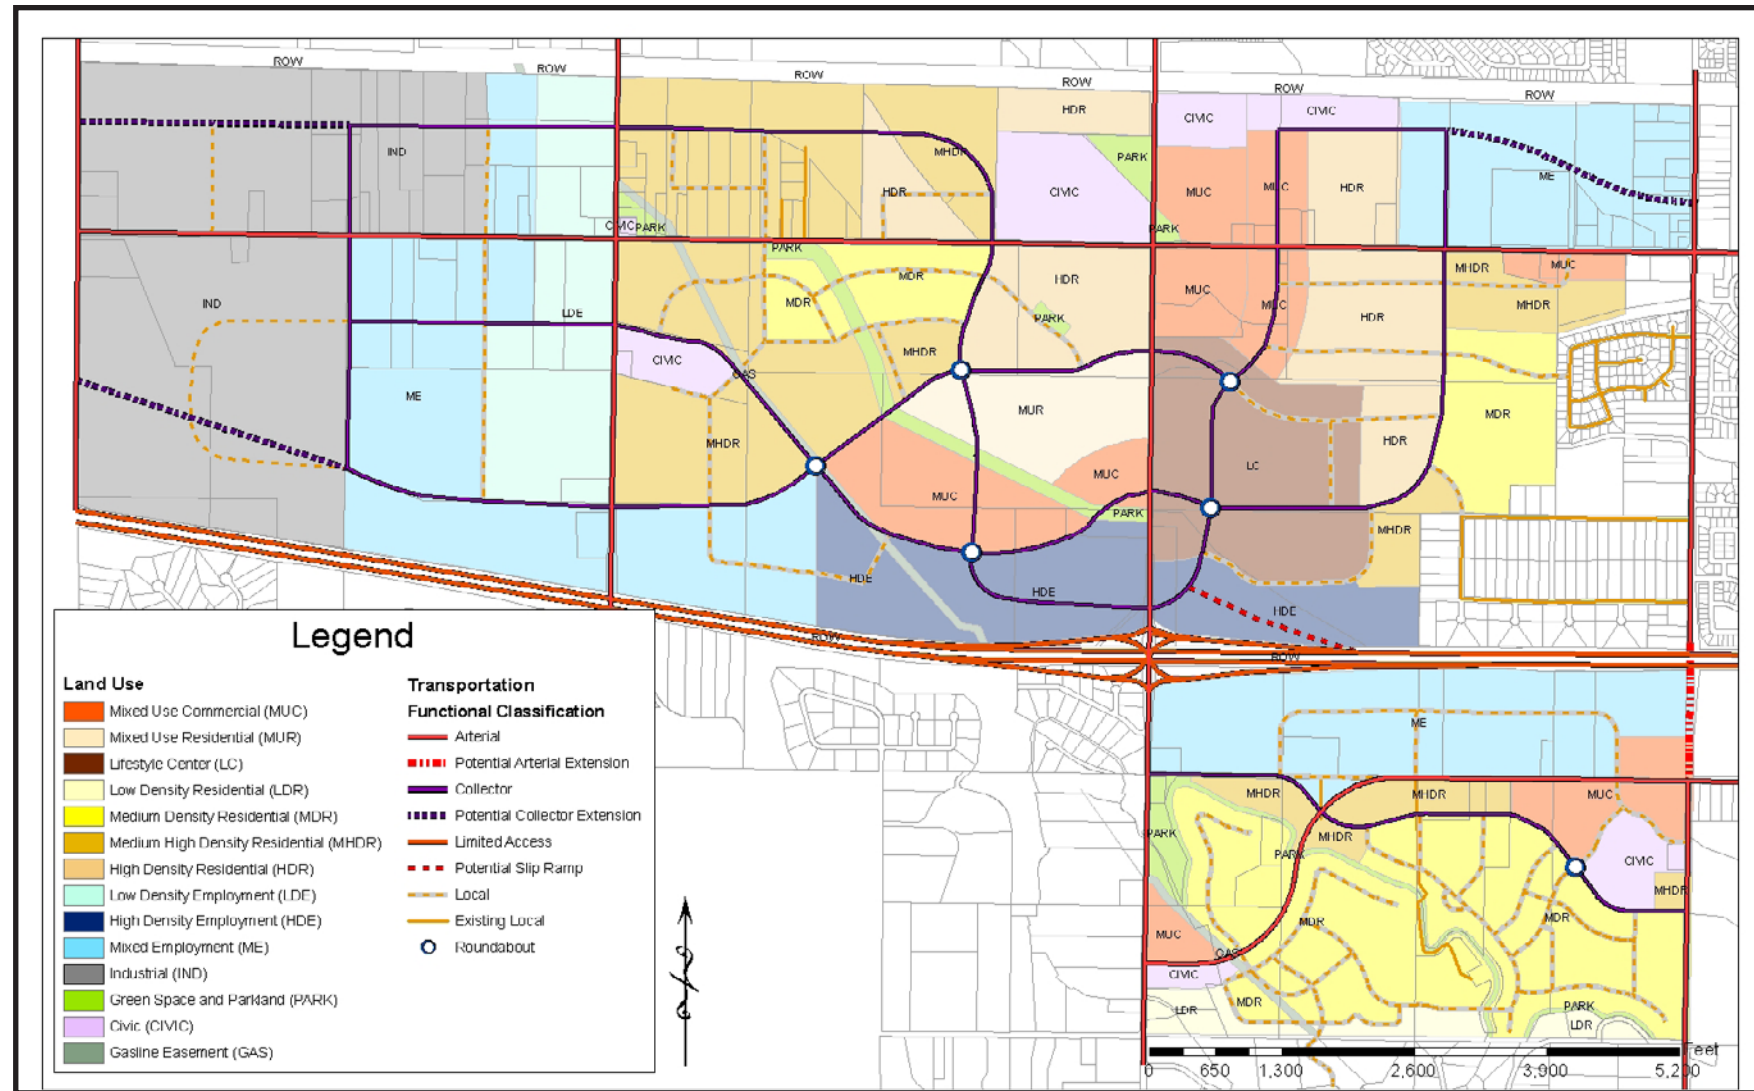 ROW
ROW
ROW
ROW
ROW
ROW
HDR
CIVIC
CIVIC
IND
MHDR
PARK
HDR
CIVIC
MUC
MUC
HDR
ME
CIVIC
PARK
PARK
PARK
MDR
HDR
MHDR
MUC
IND
MDR
MUC
MUC
MHDR
LDE
PARK
HDR
CIVIC
GAS
MHDR
ME
MUR
MDR
MHDR
HDR
LC
MUC
MUC
PARK
MHDR
HDE
HDE
HDE
ROW
ROW
Legend
Land Use
Mixed Use Commercial (MUC)
Mixed Use Residential (MUR)
Lifestyle Center (LC)
Low Density Residential (LDR)
Medium Density Residential (MDR)
Medium High Density Residential (MHDR)
High Density Residential (HDR)
Low Density Employment (LDE)
High Density Employment (HDE)
Mixed Employment (ME)
Industrial (IND)
Green Space and Parkland (PARK)
Civic (CIVIC)
Gasline Easement (GAS)
Transportation
Functional Classification
Arterial
Potential Arterial Extension
Collector
Potential Collector Extension
Limited Access
Potential Slip Ramp
Local
Existing Local
Roundabout
ME
MHDR
MHDR
MUC
PARK
MHDR
PARK
CIVIC
MHDR
MDR
MDR
MUC
GAS
CIVIC
MDR
LDR
PARK
LDR
Feet
0 650 1,300 2,600 3,900 5,200